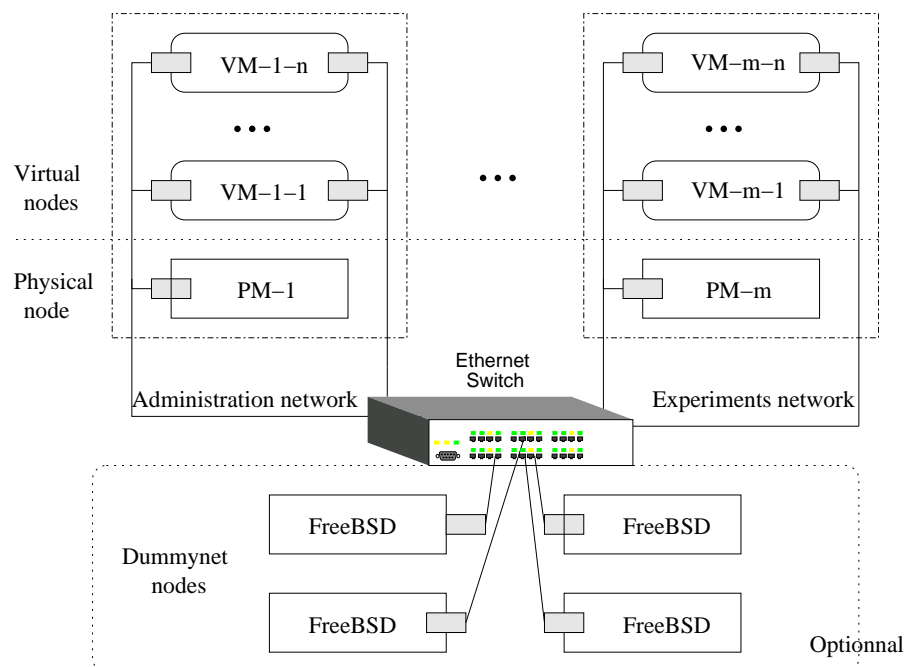 VM−1−n
VM−m−n
Virtual
nodes
VM−1−1
VM−m−1
Physical
node
PM−1
PM−m
Ethernet
Switch
Administration network
Experiments network
FreeBSD
FreeBSD
Dummynet
nodes
FreeBSD
FreeBSD
Optionnal